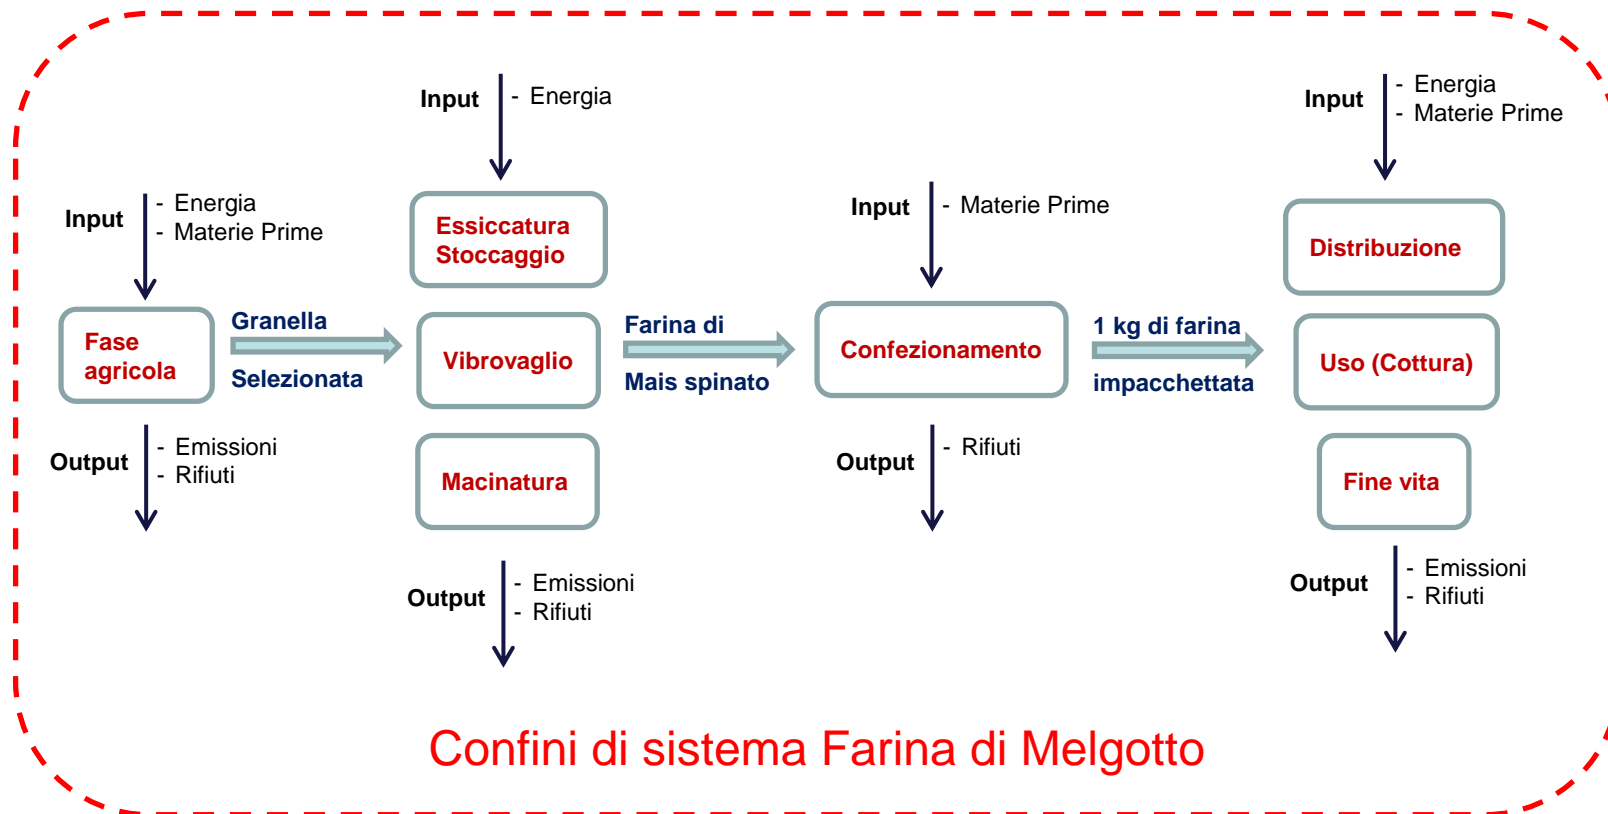 Input
- Energia
- Materie Prime
Fase
agricola
Output
- Emissioni
- Rifiuti
Granella
Selezionata
Input
- Energia
Essiccatura
Stoccaggio
Vibrovaglio
Macinatura
Output
- Emissioni
- Rifiuti
Farina di
Mais spinato
Input
- Materie Prime
Confezionamento
Output
- Rifiuti
1 kg di farina
impacchettata
Input
- Energia
- Materie Prime
Distribuzione
Uso (Cottura)
Fine vita
Output
- Emissioni
- Rifiuti
Confini di sistema Farina di Melgotto